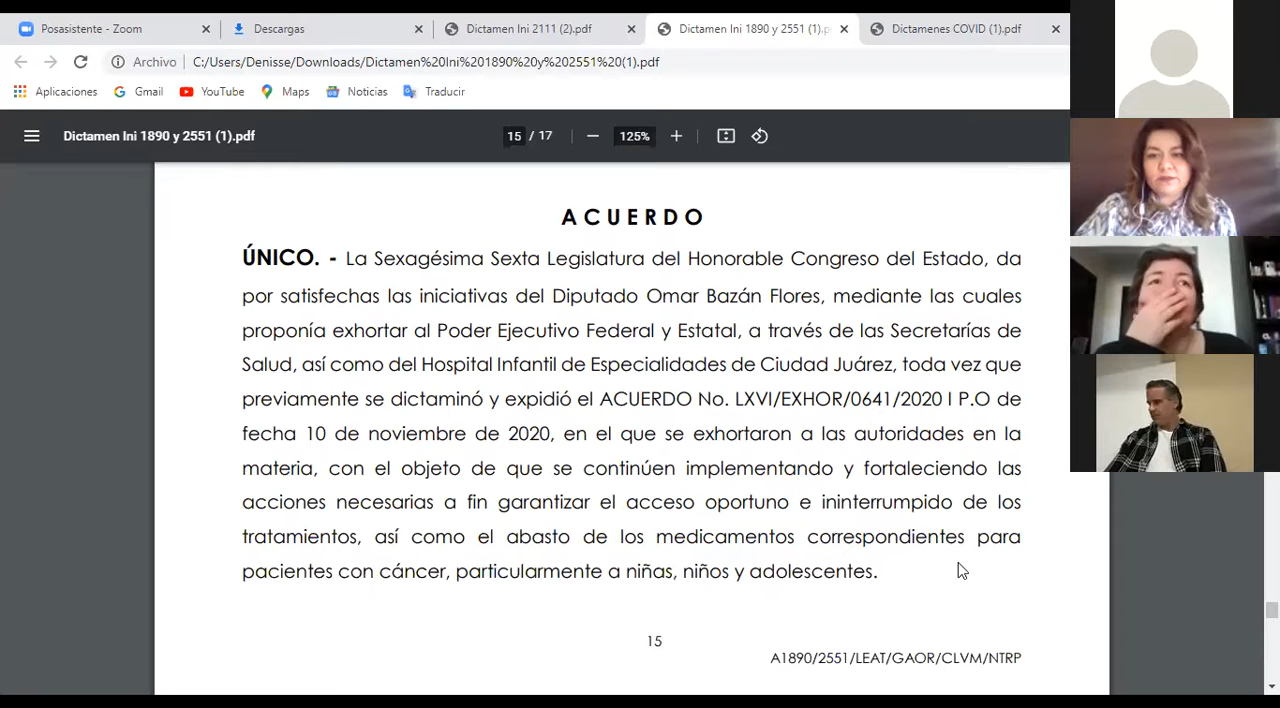 Posasistente - Zoom
Descargas
Dictamen Ini 2111 (2).pdf
Dictamen Ini 1890 y 2551 (1).p
Dictamenes COVID (1).pdf
Archivo C:/Users/Denisse/Downloads/Dictamen%20Ini%201890%20y%202551%20(1).pdf
Aplicaciones Gmail YouTube Maps Noticias Traducir
Dictamen Ini 1890 y 2551 (1).pdf
15 / 17
125%
ACUERDO
ÚNICO. - La Sexagésima Sexta Legislatura del Honorable Congreso del Estado, da
por satisfechas las iniciativas del Diputado Omar Bazán Flores, mediante las cuales
proponía exhortar al Poder Ejecutivo Federal y Estatal, a través de las Secretarías de
Salud, así como del Hospital Infantil de Especialidades de Ciudad Juárez, toda vez que
previamente se dictaminó y expidió el ACUERDO No. LXVI/EXHOR/0641/2020 I P.O de
fecha 10 de noviembre de 2020, en el que se exhortaron a las autoridades en la
materia, con el objeto de que se continúen implementando y fortaleciendo las
acciones necesarias a fin garantizar el acceso oportuno e ininterrumpido de los
tratamientos, así como el abasto de los medicamentos correspondientes para
pacientes con cáncer, particularmente a niñas, niños y adolescentes.
15
A1890/2551/LEAT/GAOR/CLVM/NTRP